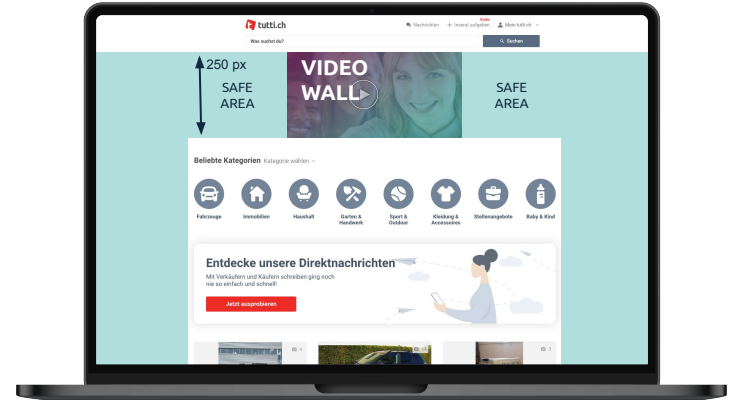 tutti.ch
Nachrichten
Gratis
Inserat aufgeben
Mein tutti.ch
Was suchst du?
Suchen
250 px
SAFE
AREA
VIDEO
WALL
SAFE
AREA
Beliebte Kategorien Kategorie wählen
Fahrzeuge
Immobilien
Haushalt
Garten &
Handwerk
Sport &
Outdoor
Kleidung &
Accessoires
Stellenangebote
Baby & Kind
Entdecke unsere Direktnachrichten
Mit Verkäufern und Käufern schreiben ging noch
nie so einfach und schnell!
Jetzt ausprobieren
4
3